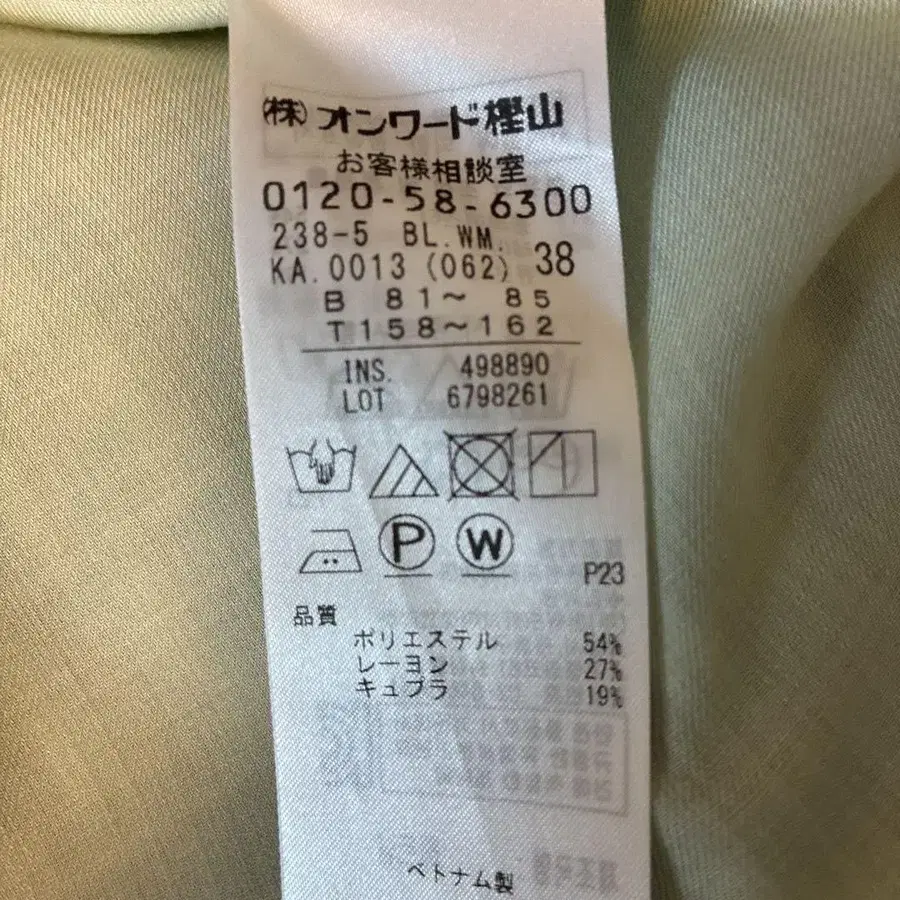 (株)オンワード樫山
お客様相談室
0120-58-6300
238-5 BL.WM.
KA.0013 (062) 38
B 81～ 85
T158～162
INS. 498890
LOT 6798261
P
W
P23
品質
ポリエステル 54%
レーヨン 27%
キュプラ 19%
ベトナム製